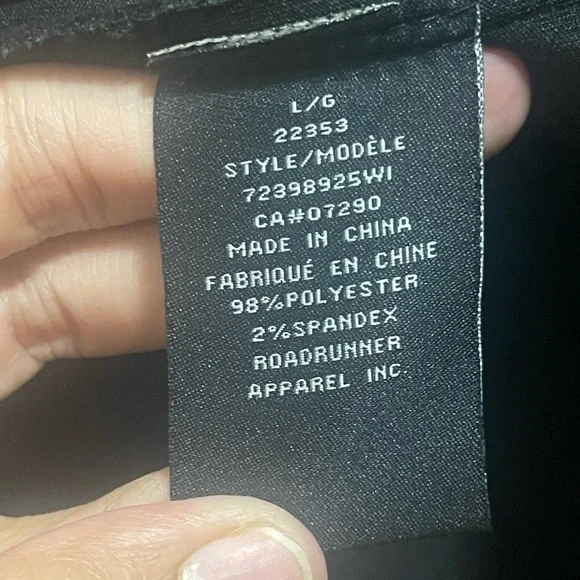 L/G
22353
STYLE/MODÈLE
72398925WI
CA#07290
MADE IN CHINA
FABRIQUÉ EN CHINE
98%POLYESTER
2%SPANDEX
ROADRUNNER
APPAREL INC.